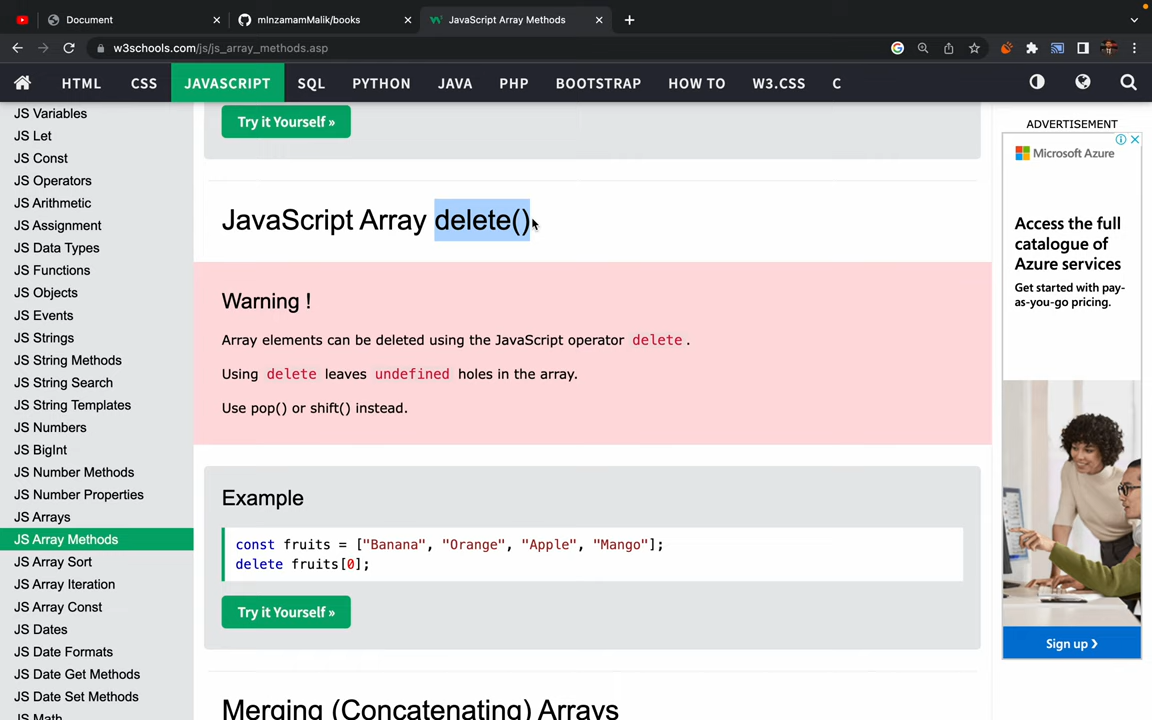 Document
mInzamamMalik/books
JavaScript Array Methods
w3schools.com/js/js_array_methods.asp
HTML CSS JAVASCRIPT SQL PYTHON JAVA PHP BOOTSTRAP HOW TO W3.CSS C
JS Variables
JS Let
JS Const
JS Operators
JS Arithmetic
JS Assignment
JS Data Types
JS Functions
JS Objects
JS Events
JS Strings
JS String Methods
JS String Search
JS String Templates
JS Numbers
JS BigInt
JS Number Methods
JS Number Properties
JS Arrays
JS Array Methods
JS Array Sort
JS Array Iteration
JS Array Const
JS Dates
JS Date Formats
JS Date Get Methods
JS Date Set Methods
JS Math
Try it Yourself »
JavaScript Array delete()
Warning !
Array elements can be deleted using the JavaScript operator delete.
Using delete leaves undefined holes in the array.
Use pop() or shift() instead.
Example
const fruits = ["Banana", "Orange", "Apple", "Mango"];
delete fruits[0];
Try it Yourself »
Merging (Concatenating) Arrays
ADVERTISEMENT
Microsoft Azure
Access the full
catalogue of
Azure services
Get started with pay-
as-you-go pricing.
Sign up ❯